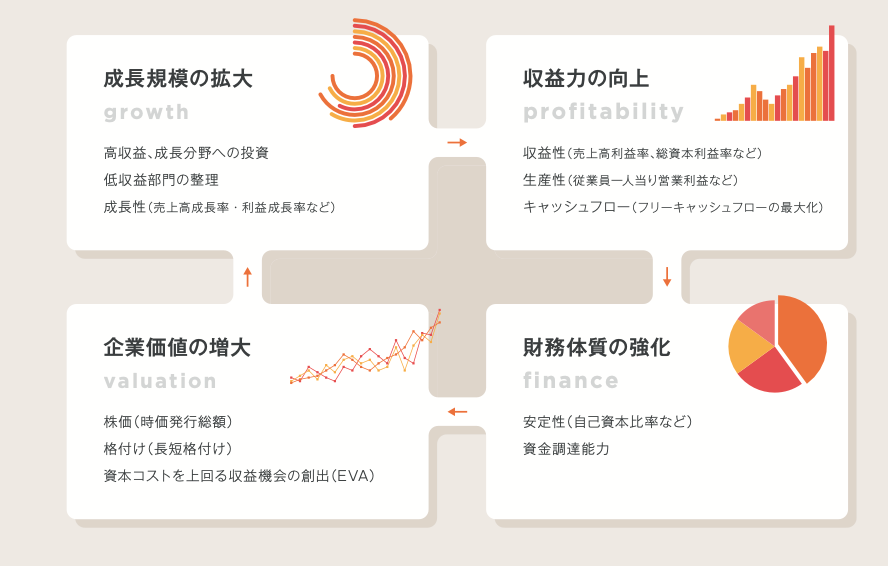 成長規模の拡大
growth
高収益、成長分野への投資
低収益部門の整理
成長性（売上高成長率・利益成長率など）
収益力の向上
profitability
収益性（売上高利益率、総資本利益率など）
生産性（従業員一人当り営業利益など）
キャッシュフロー（フリーキャッシュフローの最大化）
企業価値の増大
valuation
株価（時価発行総額）
格付け（長短格付け）
資本コストを上回る収益機会の創出（EVA）
財務体質の強化
finance
安定性（自己資本比率など）
資金調達能力